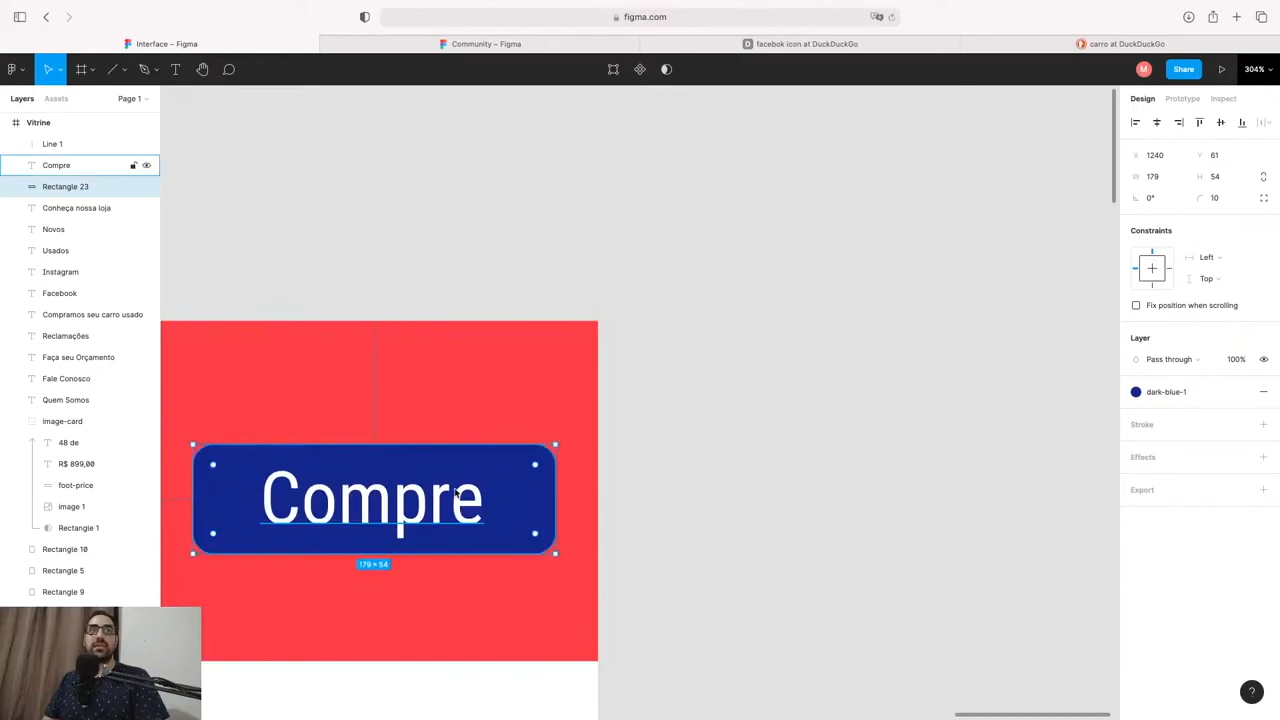 figma.com
Interface – Figma
Community – Figma
D
facebok icon at DuckDuckGo
carro at DuckDuckGo
M
Share
304%
Layers
Assets
Page 1
Design
Prototype
Inspect
Vitrine
Line 1
Compre
Rectangle 23
Conheça nossa loja
Novos
Usados
Instagram
Facebook
Compramos seu carro usado
Reclamações
Faça seu Orçamento
Fale Conosco
Quem Somos
image-card
48 de
R$ 899,00
foot-price
image 1
Rectangle 1
Rectangle 10
Rectangle 5
Rectangle 9
Compre
179 × 54
X 1240 Y 61
W 179 H 54
0° 10
Constraints
Left
Top
Fix position when scrolling
Layer
Pass through 100%
dark-blue-1
Stroke
Effects
Export
?